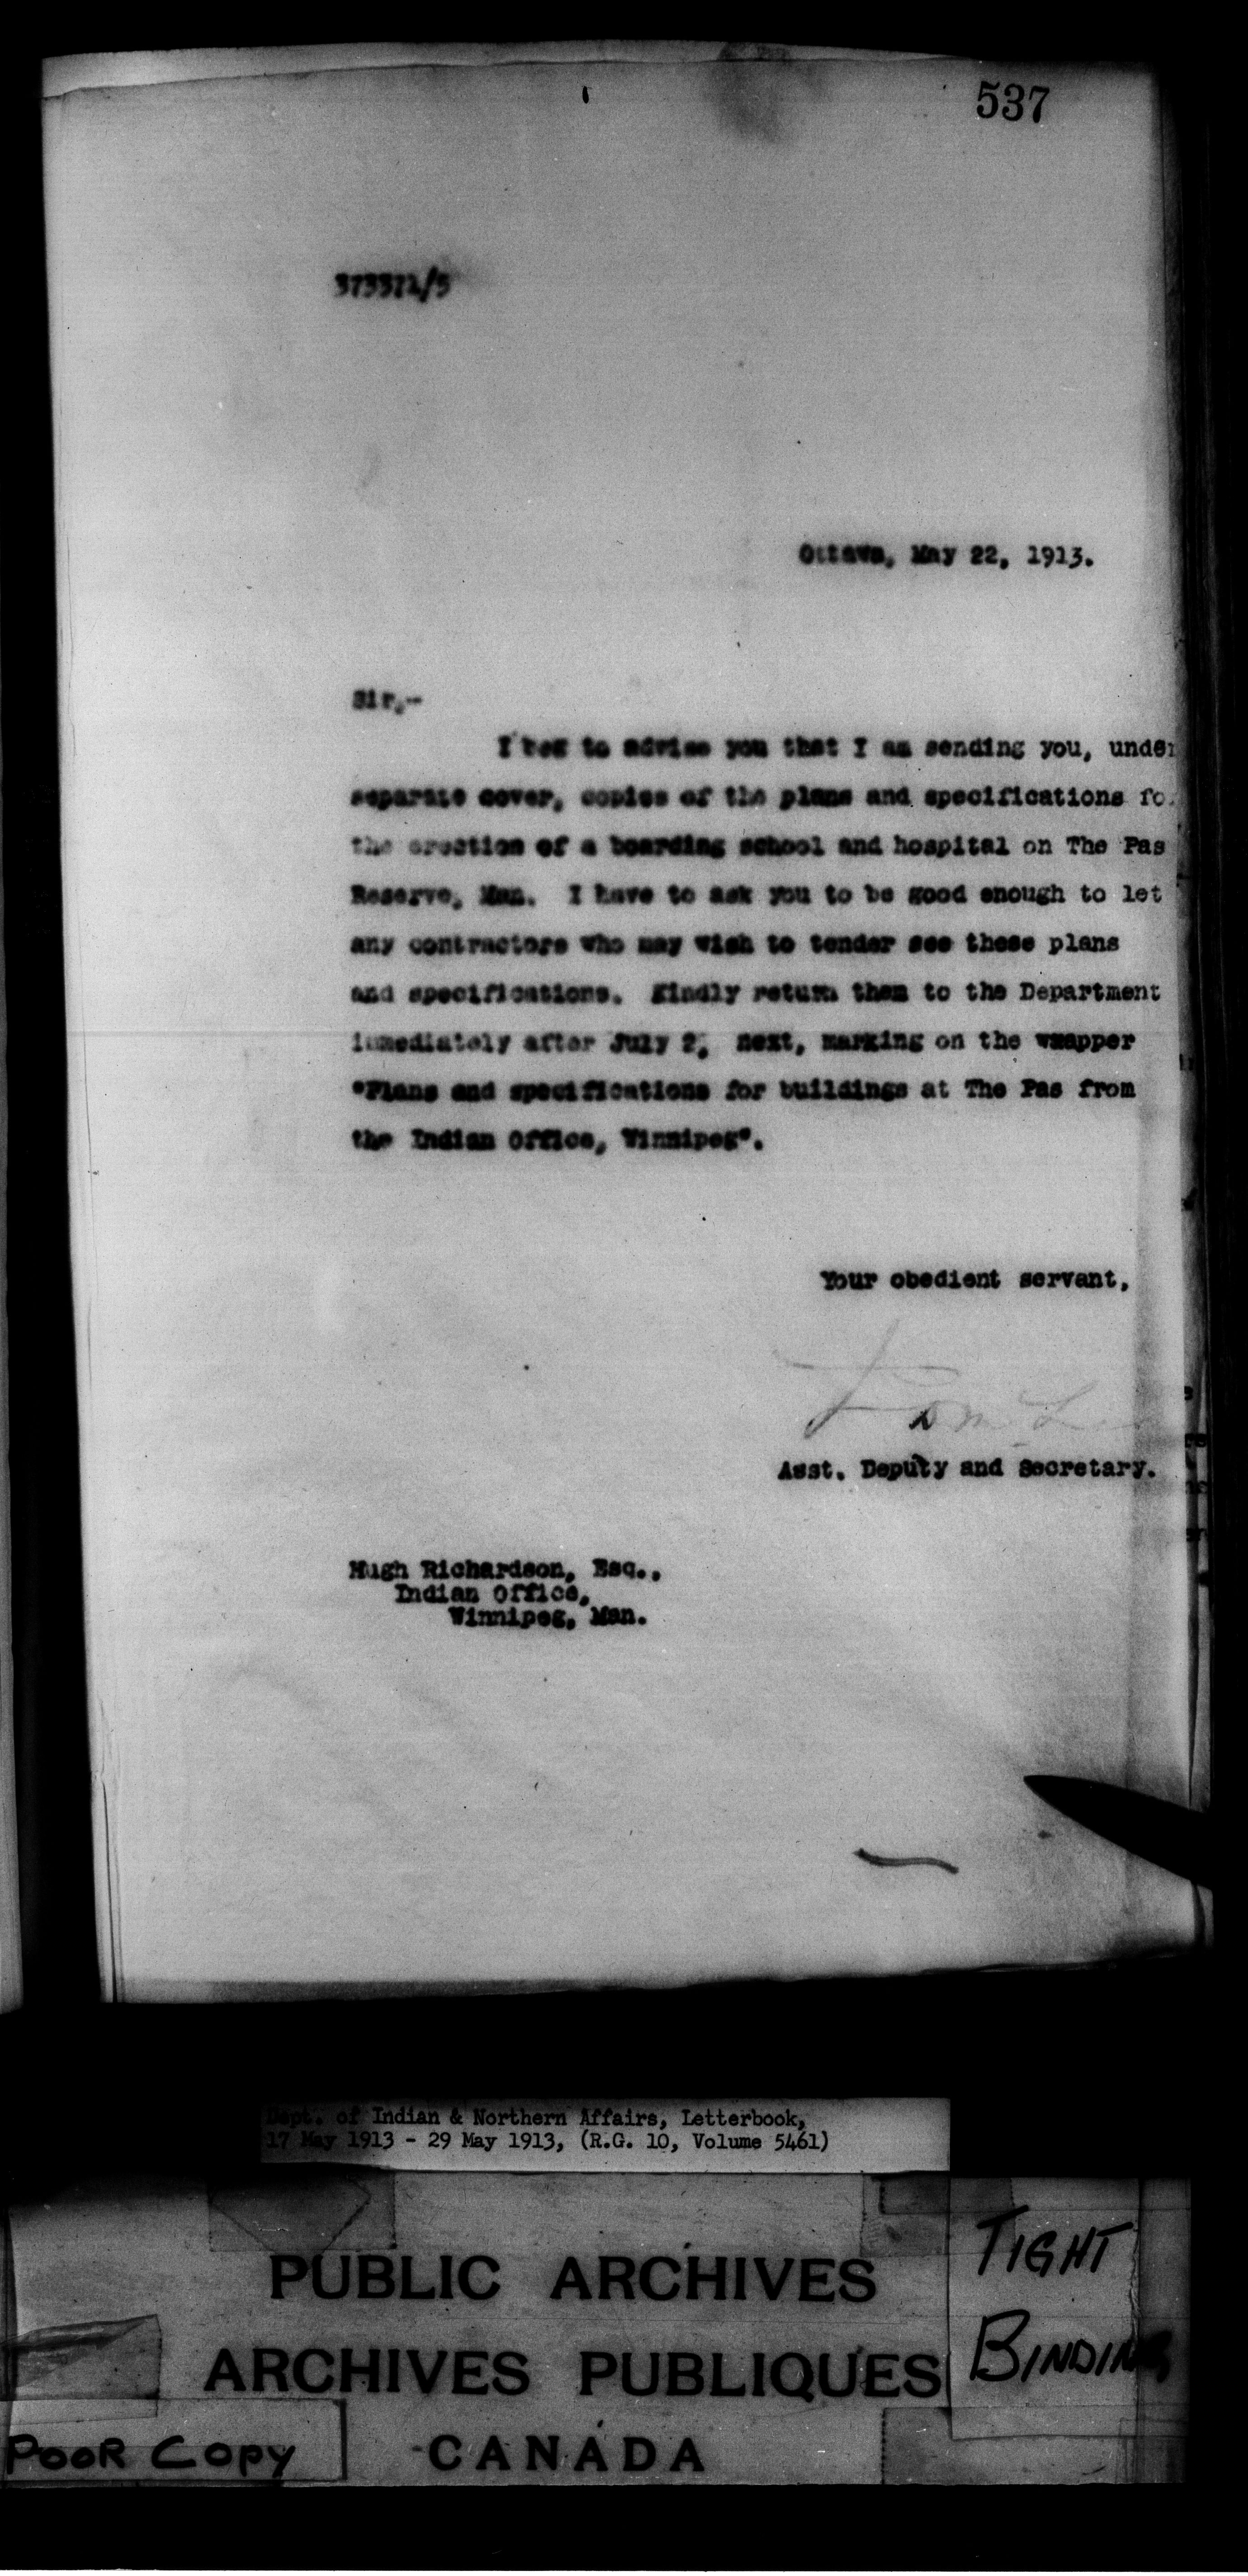 537
373371/5
Ottawa, May 22, 1913.
Sir,-
I beg to advise you that I am sending you, under
separate cover, copies of the plans and specifications fo
the erection of a boarding school and hospital on The Pas
Reserve, Man. I have to ask you to be good enough to let
any contractors who may wish to tender see these plans
and specifications. Kindly return them to the Department
immediately after July 2, next, marking on the wrapper
"Plans and specifications for buildings at The Pas from
the Indian Office, Winnipeg".
Your obedient servant,
Asst. Deputy and Secretary.
Hugh Richardson, Esq.,
Indian Office,
Winnipeg, Man.
Dept. of Indian & Northern Affairs, Letterbook,
17 May 1913 - 29 May 1913, (R.G. 10, Volume 5461)
PUBLIC ARCHIVES
ARCHIVES PUBLIQUES
CANADA
TIGHT
BINDING
POOR COPY